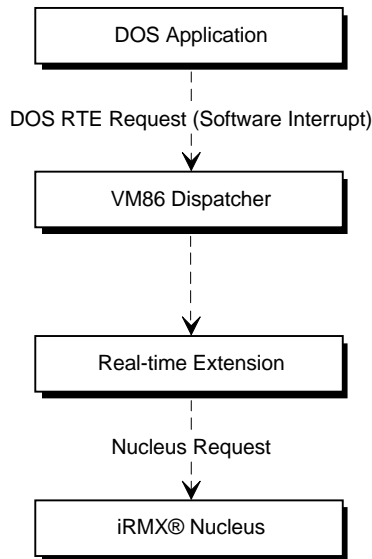 DOS Application
DOS RTE Request (Software Interrupt)
VM86 Dispatcher
Real-time Extension
Nucleus Request
iRMX® Nucleus